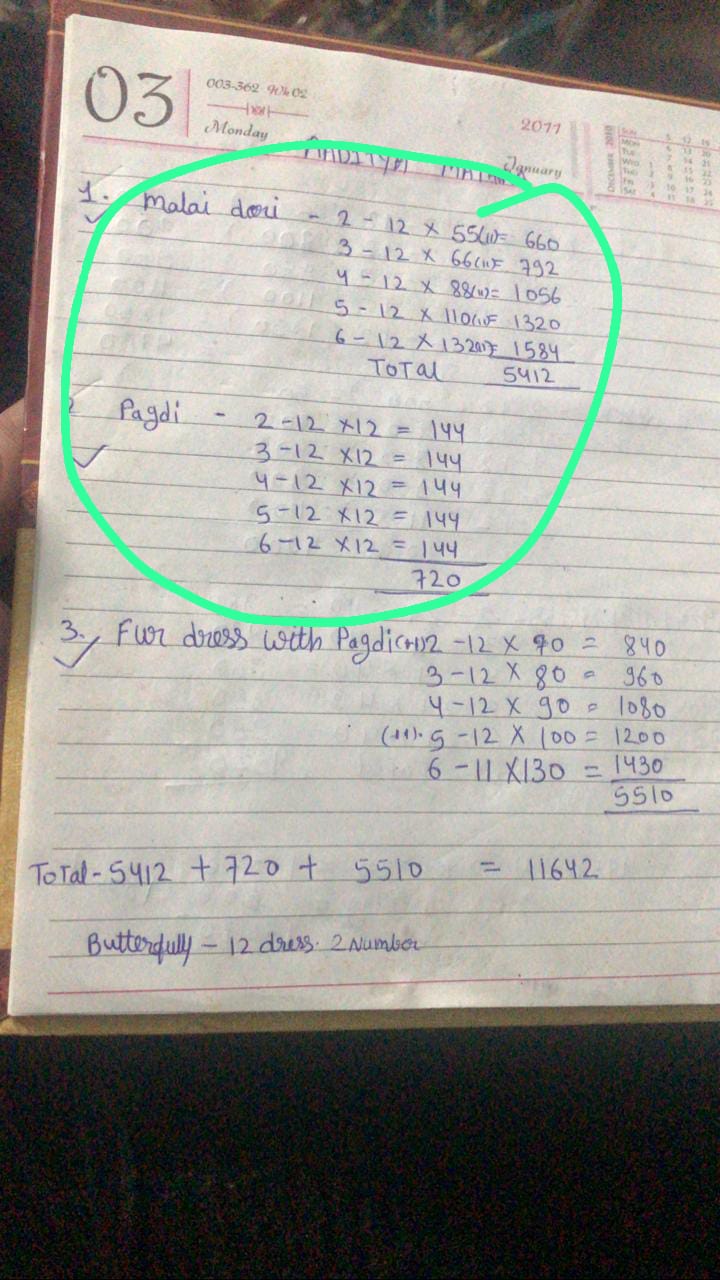 03
003-362 Wk 02
Monday
2011
January
AADITYA
1. Malai dori - 2 - 12 × 55(11)= 660
3 - 12 × 66(11)= 792
4 - 12 × 88(11)= 1056
5 - 12 × 110(11)= 1320
6 - 12 × 132(11)= 1584
Total 5412
2 Pagdi - 2 - 12 × 12 = 144
3 - 12 × 12 = 144
4 - 12 × 12 = 144
5 - 12 × 12 = 144
6 - 12 × 12 = 144
720
3. Fur dress with Pagdi(+1) 2 - 12 × 70 = 840
3 - 12 × 80 = 960
4 - 12 × 90 = 1080
(11). 5 - 12 × 100 = 1200
6 - 11 × 130 = 1430
5510
Total - 5412 + 720 + 5510 = 11642
Butterfully - 12 dress. 2 Number